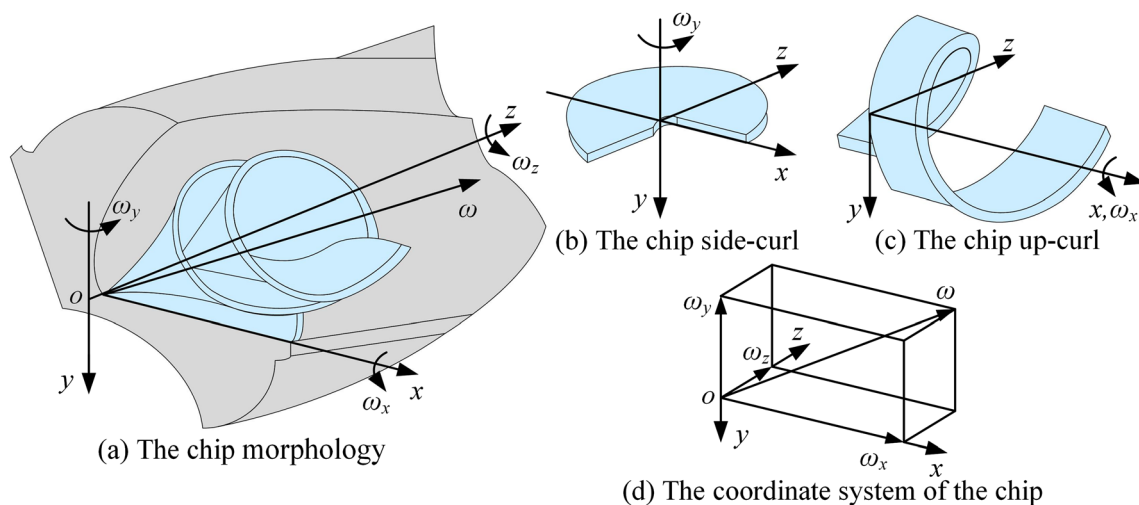 z
ω_z
ω
ω_y
o
y
ω_x
x
(a) The chip morphology
ω_y
z
x
y
(b) The chip side-curl
z
y
x,ω_x
(c) The chip up-curl
ω_y
ω
z
ω_z
o
y
ω_x
x
(d) The coordinate system of the chip